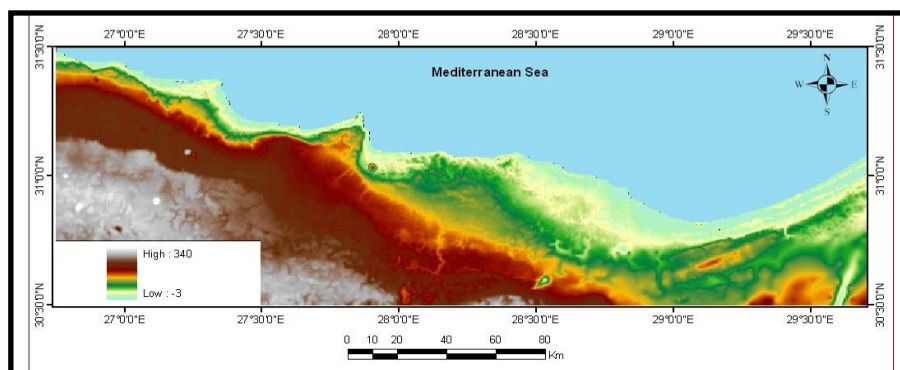 27°0'0"E 27°30'0"E 28°0'0"E 28°30'0"E 29°0'0"E 29°30'0"E
31°30'0"N 31°30'0"N
Mediterranean Sea
N
W E
S
31°0'0"N 31°0'0"N
High : 340
Low : -3
30°30'0"N 30°30'0"N
27°0'0"E 27°30'0"E 28°0'0"E 28°30'0"E 29°0'0"E 29°30'0"E
0 10 20 40 60 80
Km